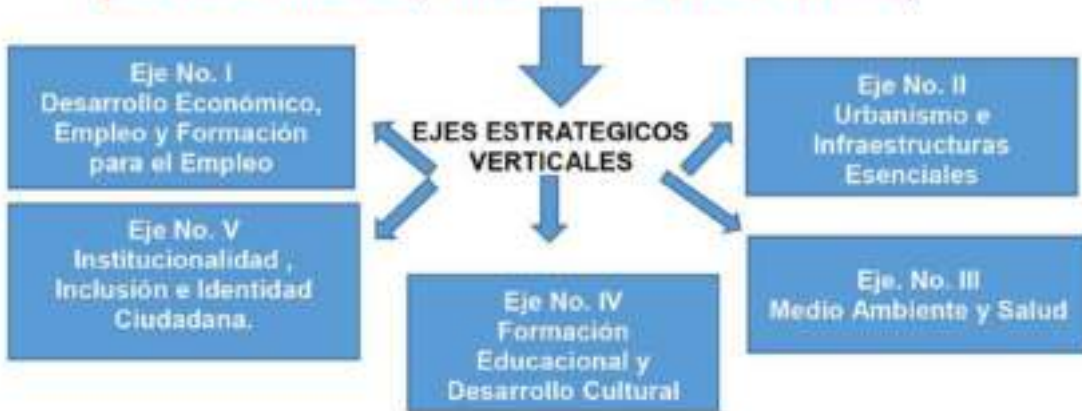 EJES ESTRATEGICOS
VERTICALES
Eje No. I
Desarrollo Económico,
Empleo y Formación
para el Empleo
Eje No. II
Urbanismo e
Infraestructuras
Esenciales
Eje. No. III
Medio Ambiente y Salud
Eje No. IV
Formación
Educacional y
Desarrollo Cultural
Eje No. V
Institucionalidad ,
Inclusión e Identidad
Ciudadana.